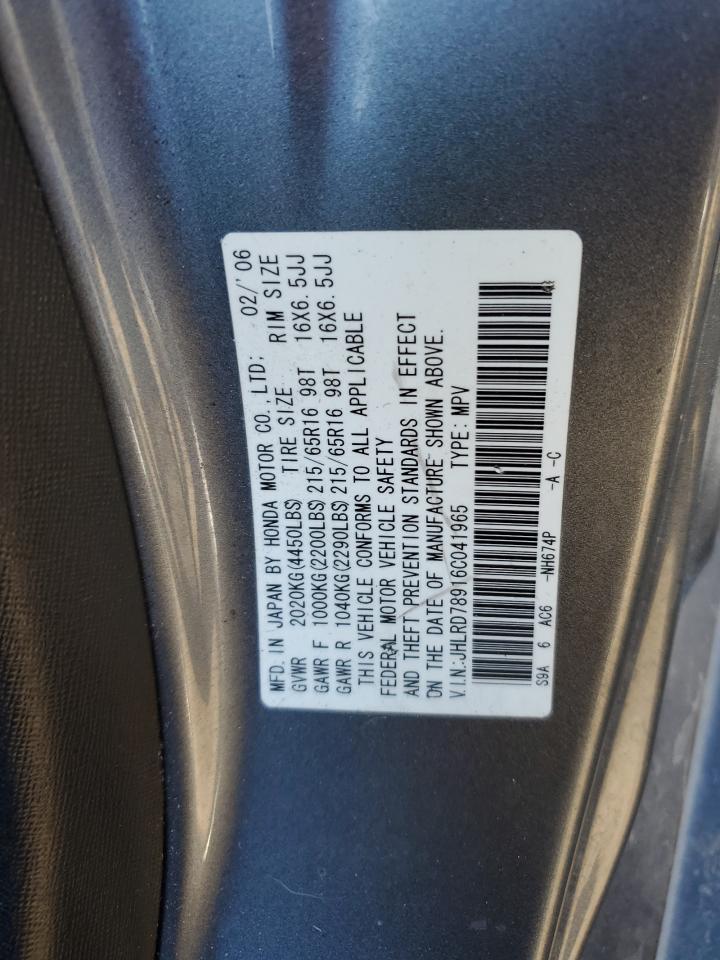 MFD. IN JAPAN BY HONDA MOTOR CO., LTD; 02/'06
GVWR 2020KG(4450LBS) TIRE SIZE RIM SIZE
GAWR F 1000KG(2200LBS) 215/65R16 98T 16X6.5JJ
GAWR R 1040KG(2290LBS) 215/65R16 98T 16X6.5JJ
THIS VEHICLE CONFORMS TO ALL APPLICABLE
FEDERAL MOTOR VEHICLE SAFETY
AND THEFT PREVENTION STANDARDS IN EFFECT
ON THE DATE OF MANUFACTURE SHOWN ABOVE.
V.I.N.:JHLRD78916C041965 TYPE: MPV
S9A 6 AC6 -NH674P -A -C